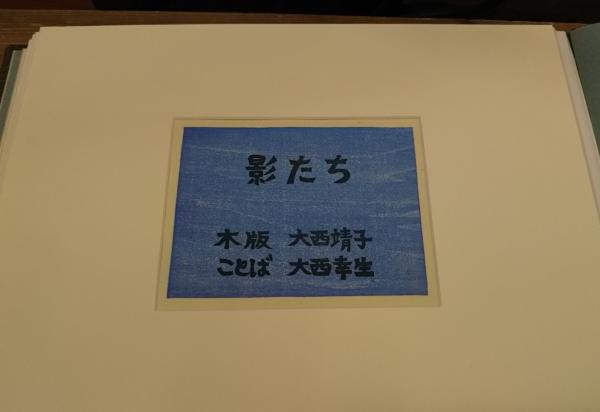 影たち
木版 大西靖子
ことば 大西幸生